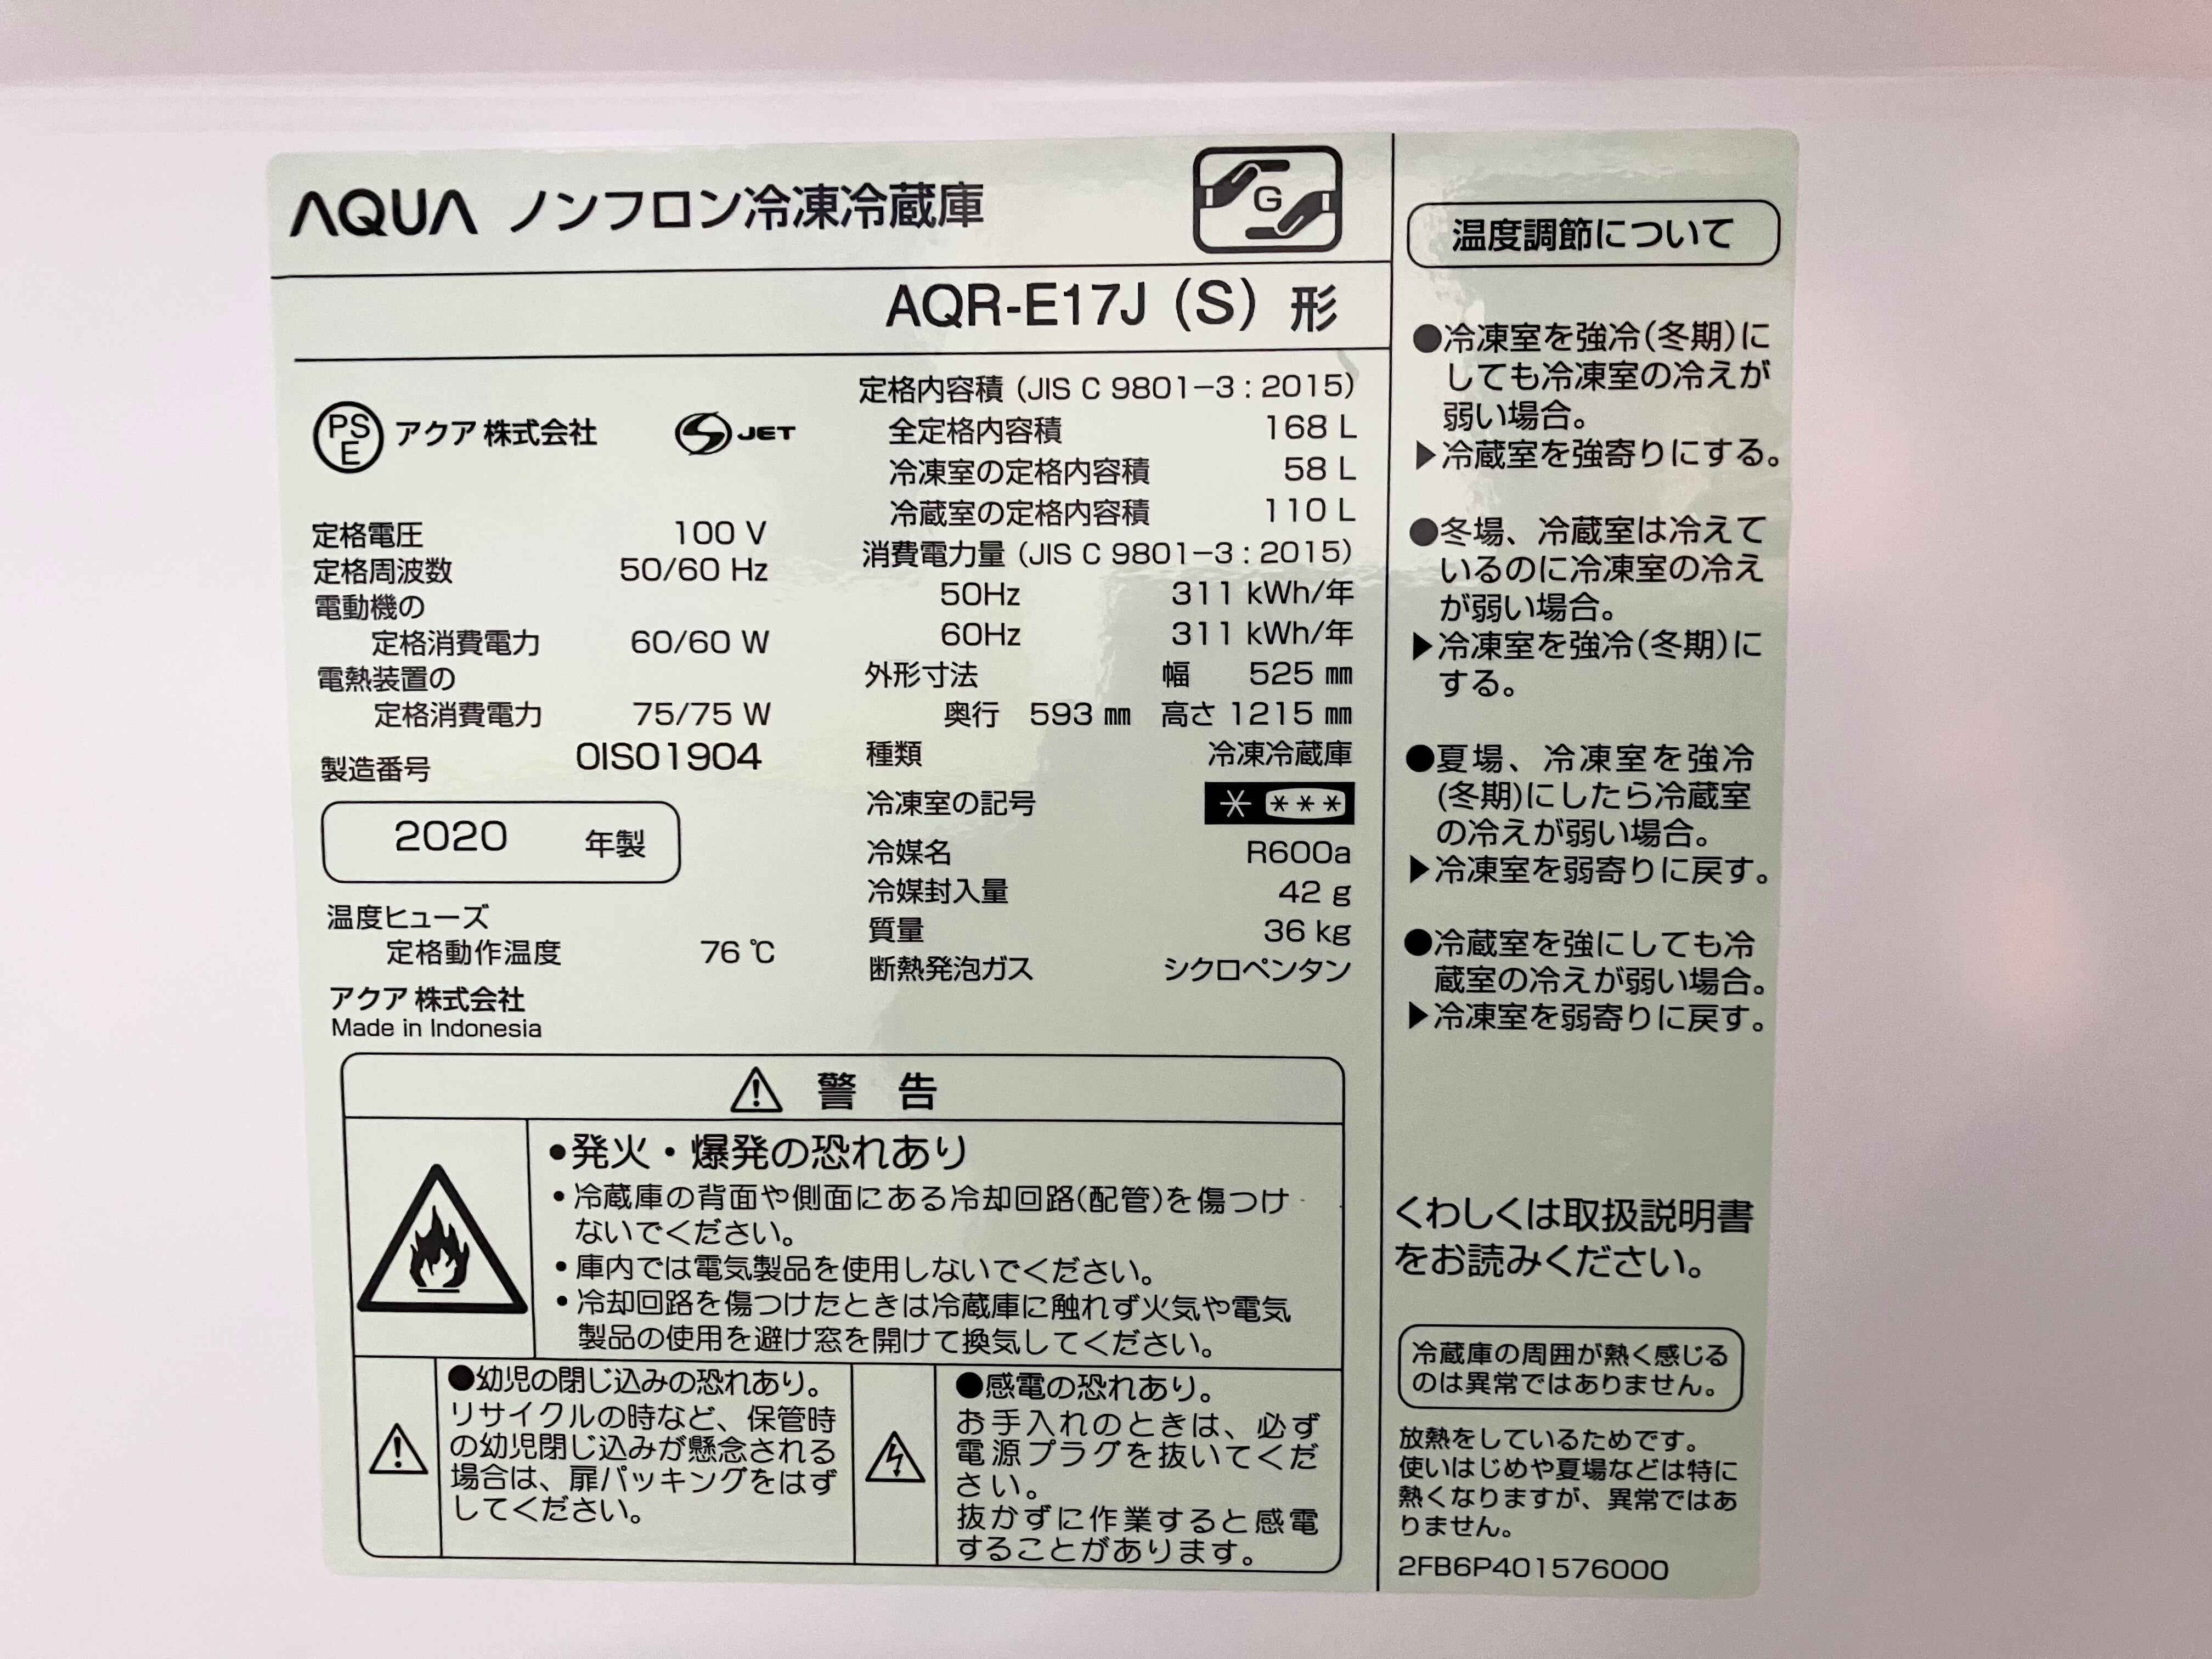 AQUA ノンフロン冷凍冷蔵庫
G
AQR-E17J（S）形
PS
E
アクア 株式会社
JET
定格電圧 100 V
定格周波数 50/60 Hz
電動機の
定格消費電力 60/60 W
電熱装置の
定格消費電力 75/75 W
製造番号 0IS01904
2020 年製
温度ヒューズ
定格動作温度 76 ℃
アクア 株式会社
Made in Indonesia
定格内容積（JIS C 9801−3：2015）
全定格内容積 168 L
冷凍室の定格内容積 58 L
冷蔵室の定格内容積 110 L
消費電力量（JIS C 9801−3：2015）
50Hz 311 kWh/年
60Hz 311 kWh/年
外形寸法 幅 525 ㎜
奥行 593 ㎜ 高さ 1215 ㎜
種類 冷凍冷蔵庫
冷凍室の記号 * ***
冷媒名 R600a
冷媒封入量 42 g
質量 36 kg
断熱発泡ガス シクロペンタン
⚠ 警 告
●発火・爆発の恐れあり
•冷蔵庫の背面や側面にある冷却回路(配管)を傷つけ
ないでください。
•庫内では電気製品を使用しないでください。
•冷却回路を傷つけたときは冷蔵庫に触れず火気や電気
製品の使用を避け窓を開けて換気してください。
●幼児の閉じ込みの恐れあり。
リサイクルの時など、保管時
の幼児閉じ込みが懸念される
場合は、扉パッキングをはず
してください。
●感電の恐れあり。
お手入れのときは、必ず
電源プラグを抜いてくだ
さい。
抜かずに作業すると感電
することがあります。
温度調節について
●冷凍室を強冷(冬期)に
しても冷凍室の冷えが
弱い場合。
▶冷蔵室を強寄りにする。
●冬場、冷蔵室は冷えて
いるのに冷凍室の冷え
が弱い場合。
▶冷凍室を強冷(冬期)に
する。
●夏場、冷凍室を強冷
(冬期)にしたら冷蔵室
の冷えが弱い場合。
▶冷凍室を弱寄りに戻す。
●冷蔵室を強にしても冷
蔵室の冷えが弱い場合。
▶冷凍室を弱寄りに戻す。
くわしくは取扱説明書
をお読みください。
冷蔵庫の周囲が熱く感じる
のは異常ではありません。
放熱をしているためです。
使いはじめや夏場などは特に
熱くなりますが、異常ではあ
りません。
2FB6P401576000